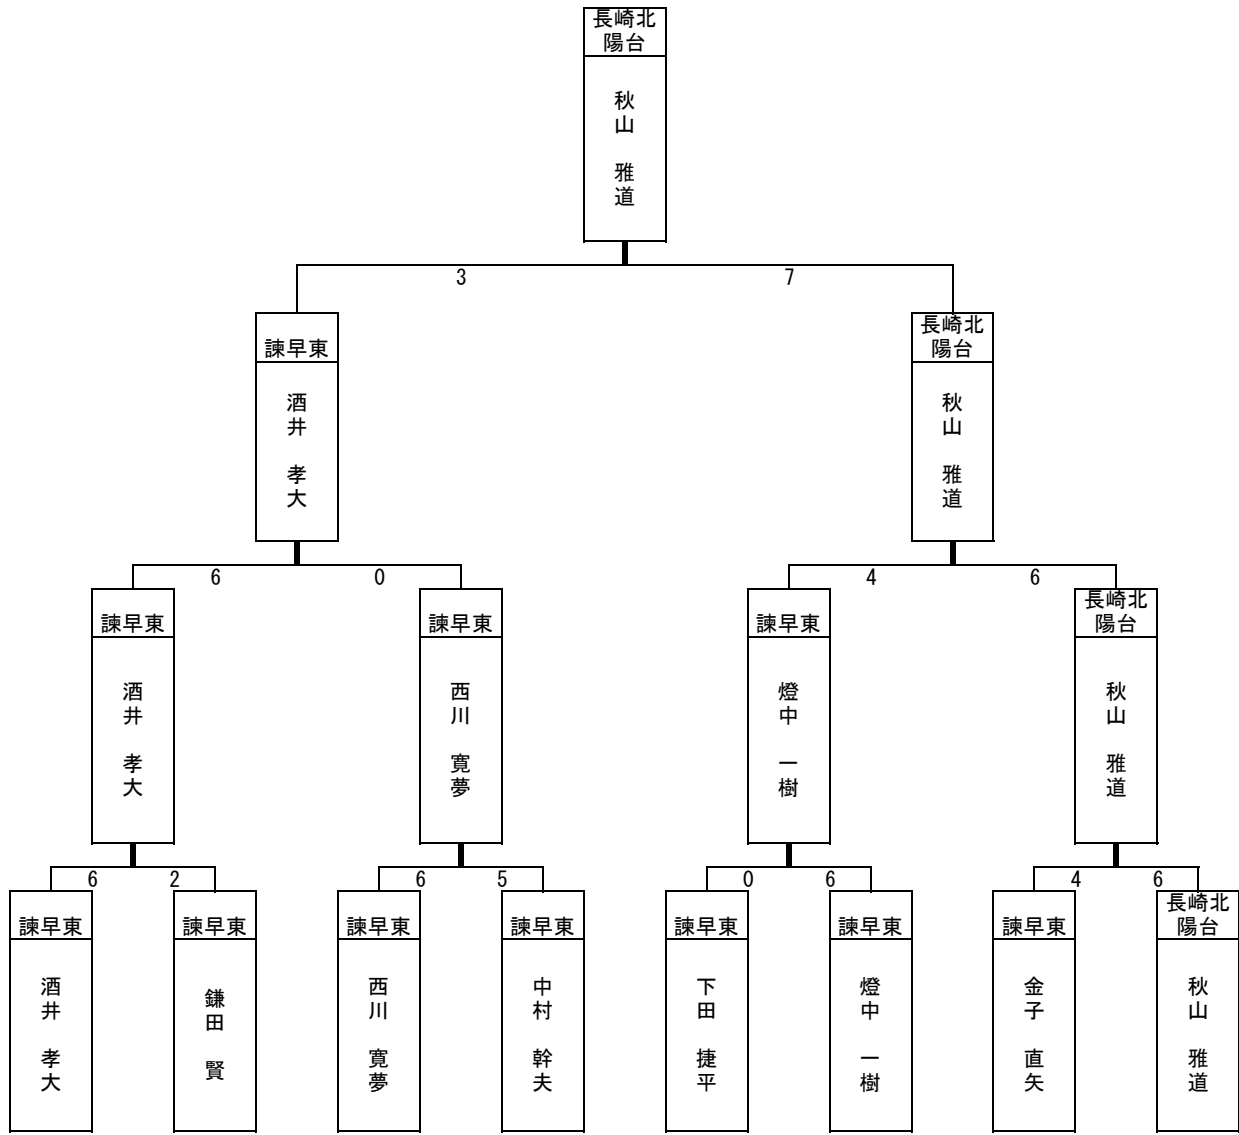 長崎北
陽台
秋山 雅道
3 7
諫早東
酒井 孝大
長崎北
陽台
秋山 雅道
6 0 4 6
諫早東
酒井 孝大
諫早東
西川 寛夢
諫早東
燈中 一樹
長崎北
陽台
秋山 雅道
6 2 6 5 0 6 4 6
諫早東
酒井 孝大
諫早東
鎌田 賢
諫早東
西川 寛夢
諫早東
中村 幹夫
諫早東
下田 捷平
諫早東
燈中 一樹
諫早東
金子 直矢
長崎北
陽台
秋山 雅道